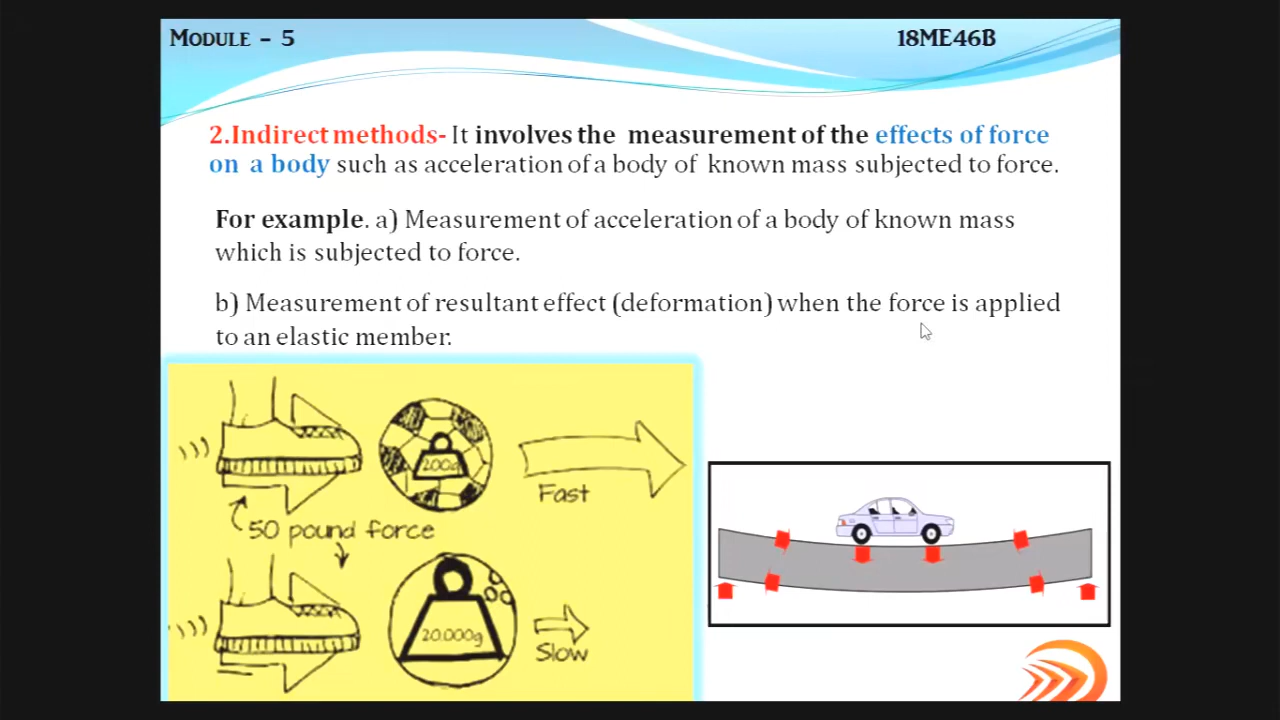 MODULE – 5
18ME46B
2.Indirect methods- It involves the measurement of the effects of force
on a body such as acceleration of a body of known mass subjected to force.
For example. a) Measurement of acceleration of a body of known mass
which is subjected to force.
b) Measurement of resultant effect (deformation) when the force is applied
to an elastic member.
200g
Fast
50 pound force
20.000g
Slow